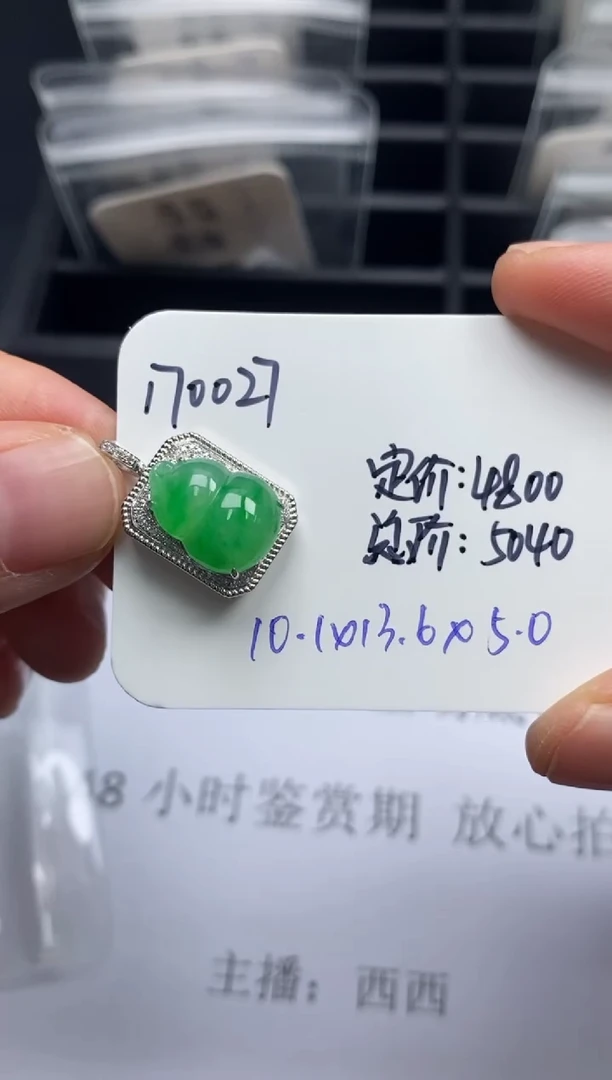 170027
定价:4800
总价:5040
10.1x13.6x5.0
48 小时鉴赏期 放心拍
主播：西西